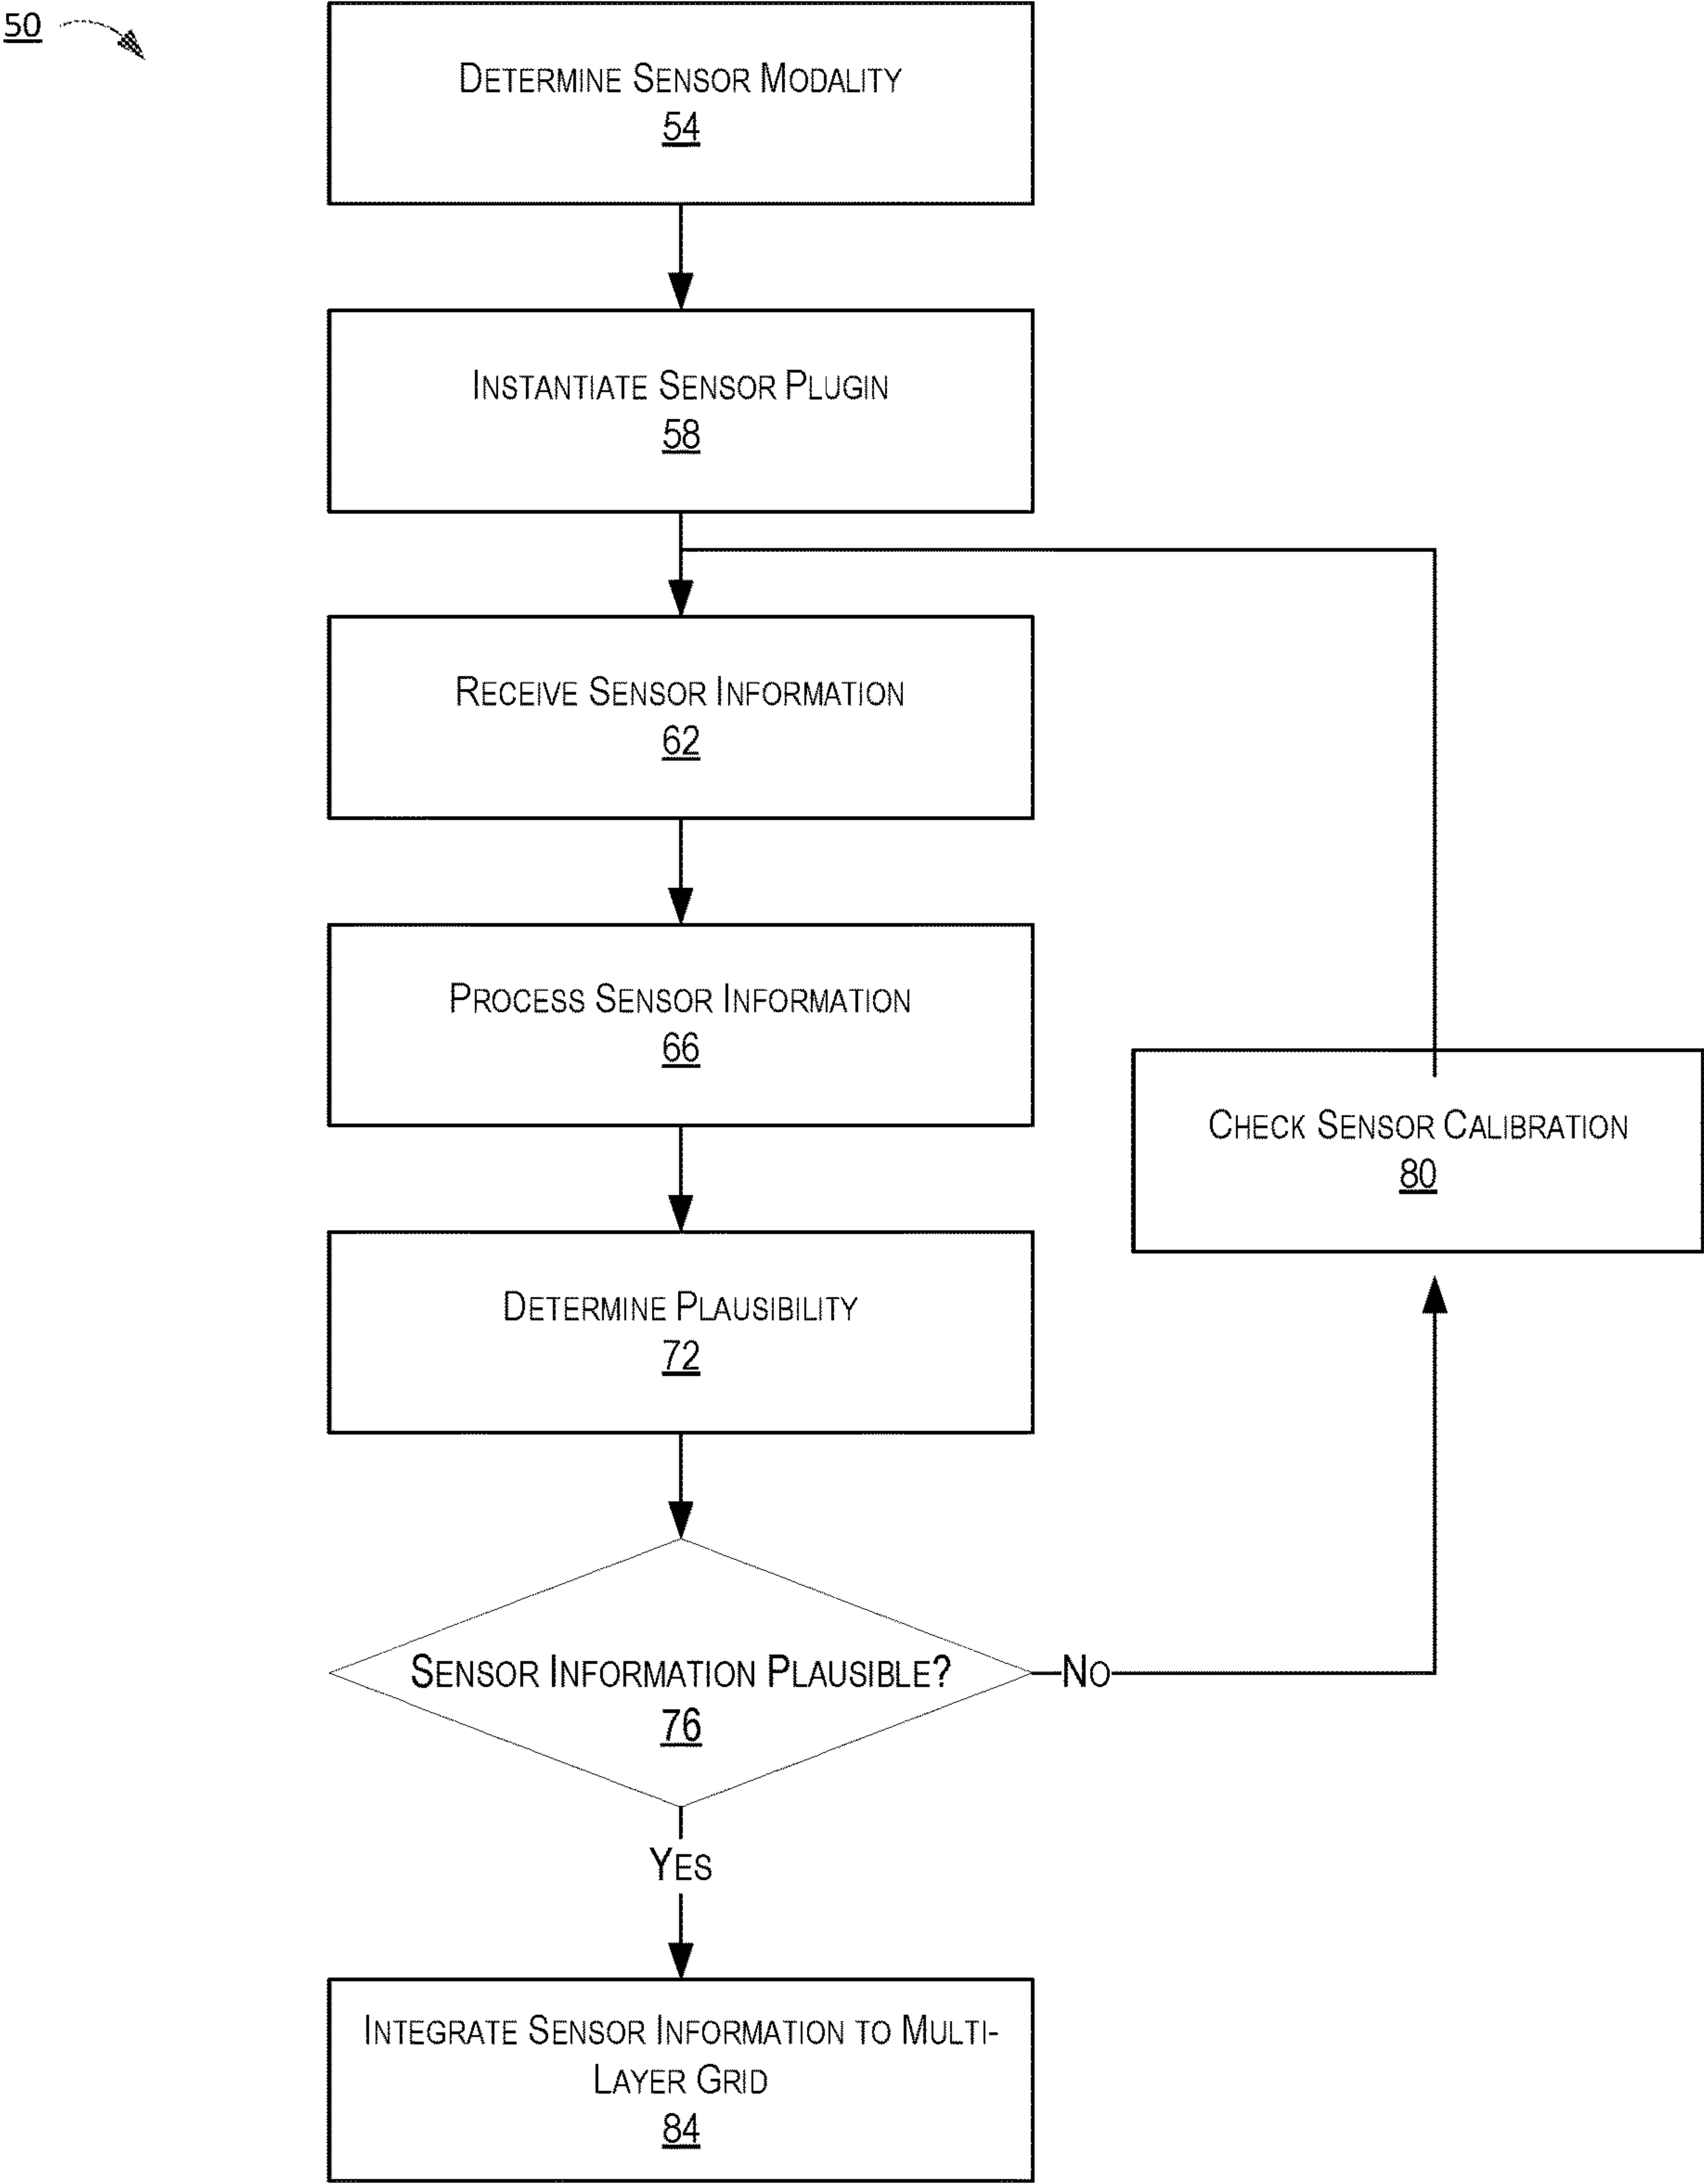 50
DETERMINE SENSOR MODALITY
54
INSTANTIATE SENSOR PLUGIN
58
RECEIVE SENSOR INFORMATION
62
PROCESS SENSOR INFORMATION
66
CHECK SENSOR CALIBRATION
80
DETERMINE PLAUSIBILITY
72
SENSOR INFORMATION PLAUSIBLE?
76
NO
YES
INTEGRATE SENSOR INFORMATION TO MULTI-
LAYER GRID
84